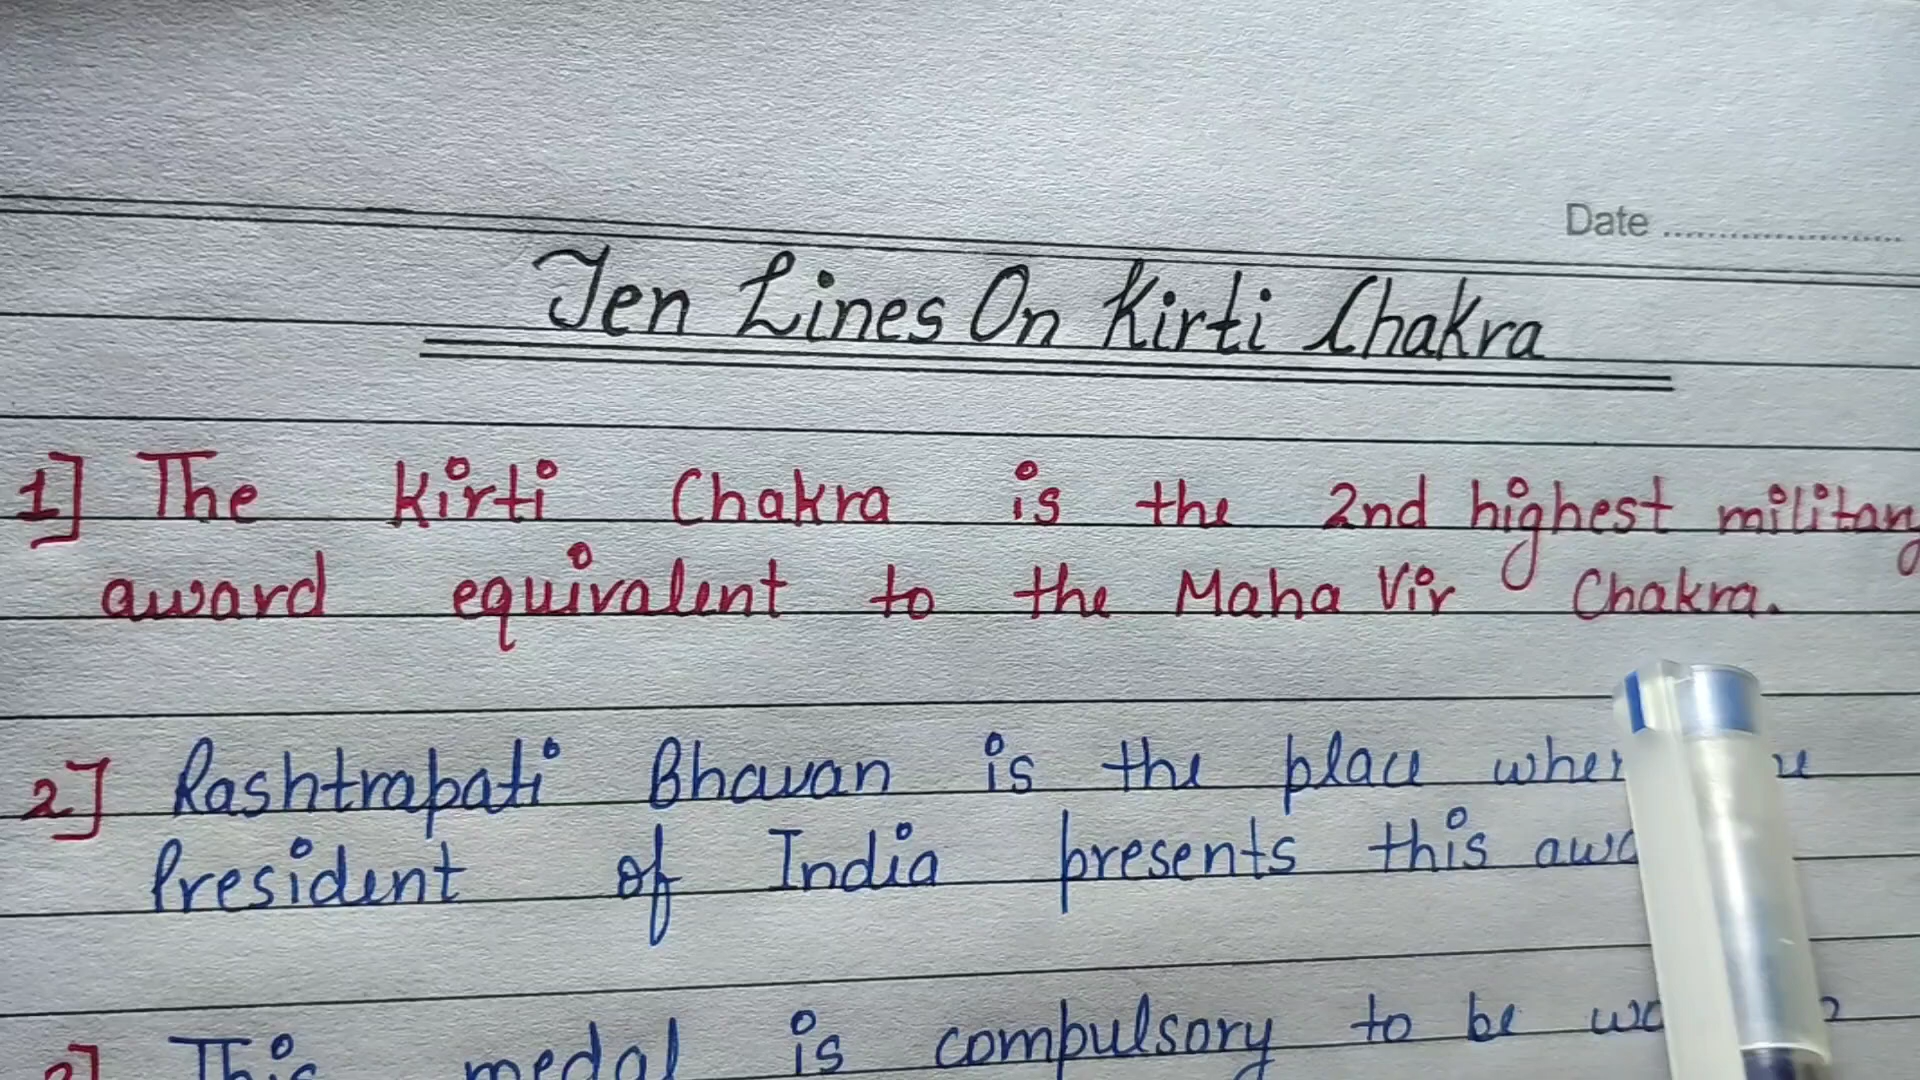 Date ........................
Ten Lines On Kirti Chakra
1] The Kirti Chakra is the 2nd highest military
award equivalent to the Maha Vir Chakra.
2] Rashtrapati Bhavan is the place
President of India presents this
This medal is compulsory to be